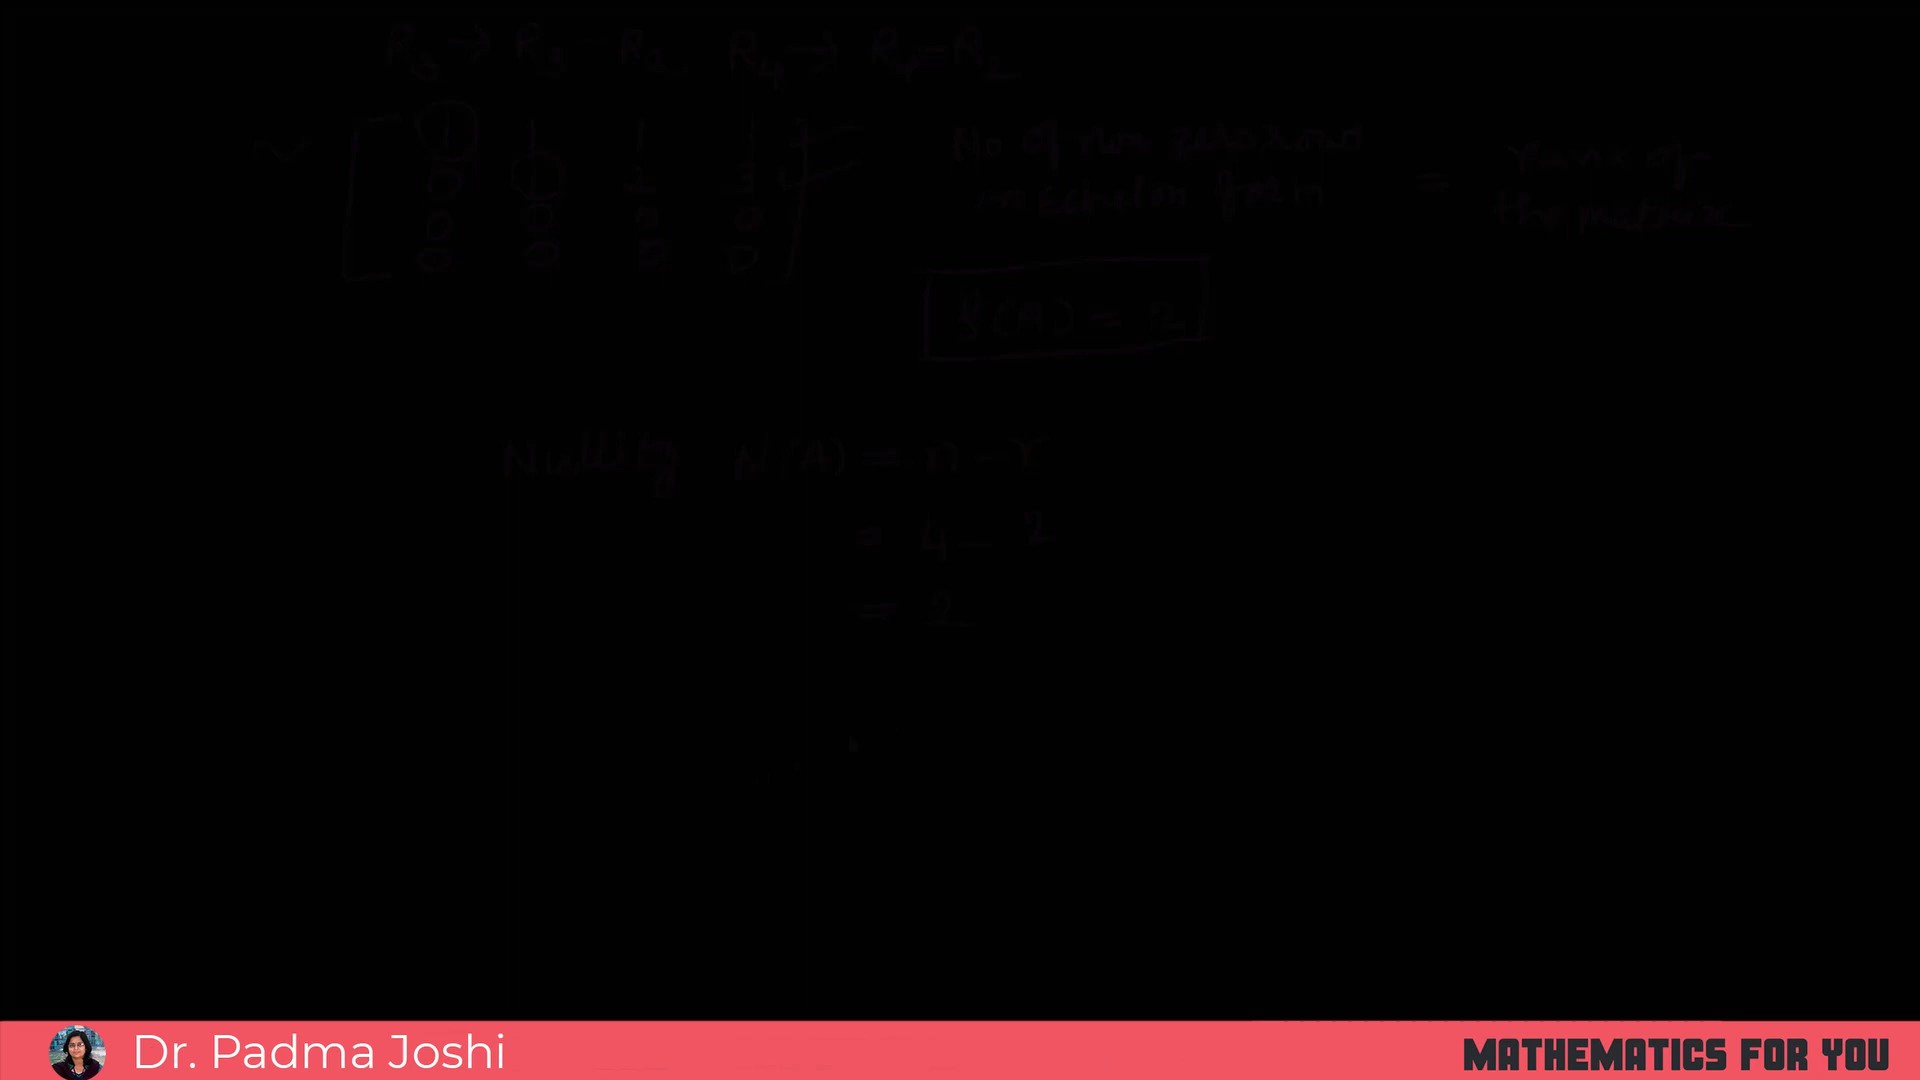 R3 → R3 - R2 R4 → R4 - R2
~
No of non zero rows
in Echelon form = rank of
the matrix
(A) = 2
Nullity N(A) = n - r
= 4 - 2
= 2
Dr. Padma Joshi
MATHEMATICS FOR YOU